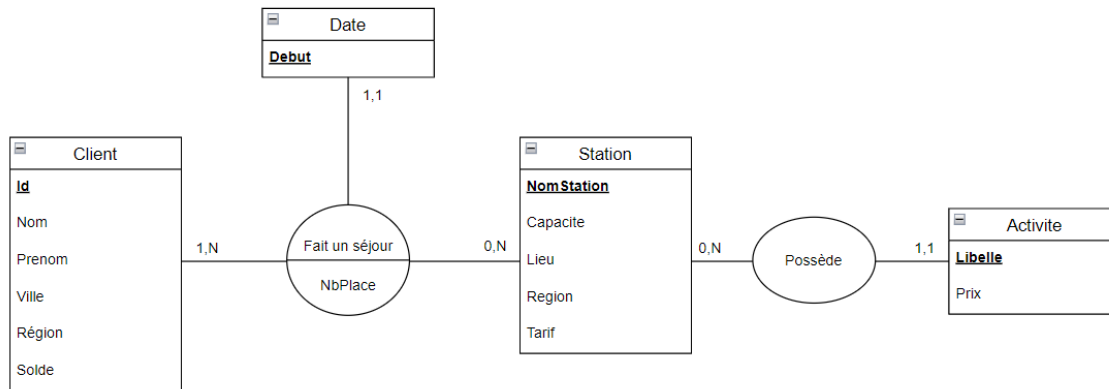 Date
Debut
1,1
Client
Id
Nom
Prenom
Ville
Région
Solde
1,N
Fait un séjour
NbPlace
0,N
Station
NomStation
Capacite
Lieu
Region
Tarif
0,N
Possède
1,1
Activite
Libelle
Prix